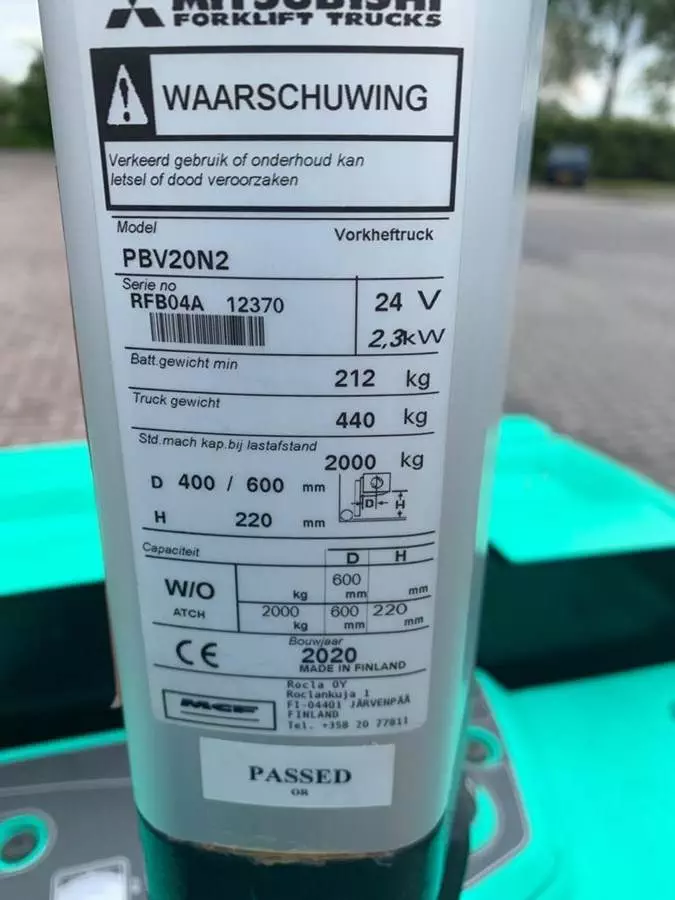 MITSUBISHI
FORKLIFT TRUCKS
WAARSCHUWING
Verkeerd gebruik of onderhoud kan
letsel of dood veroorzaken
Model
Vorkheftruck
PBV20N2
Serie no
RFB04A 12370
24 V
2,3kW
Batt.gewicht min
212 kg
Truck gewicht
440 kg
Std.mach kap.bij lastafstand
2000 kg
D 400 / 600 mm
D H
H 220 mm
Capaciteit D H
W/O
ATCH
kg 600 mm mm
2000 kg 600 mm 220 mm
CE
Bouwjaar
2020
MADE IN FINLAND
MCF
Rocla OY
Roclankuja 1
FI-04401 JÄRVENPÄÄ
FINLAND
Tel. +358 20 77811
PASSED
OR